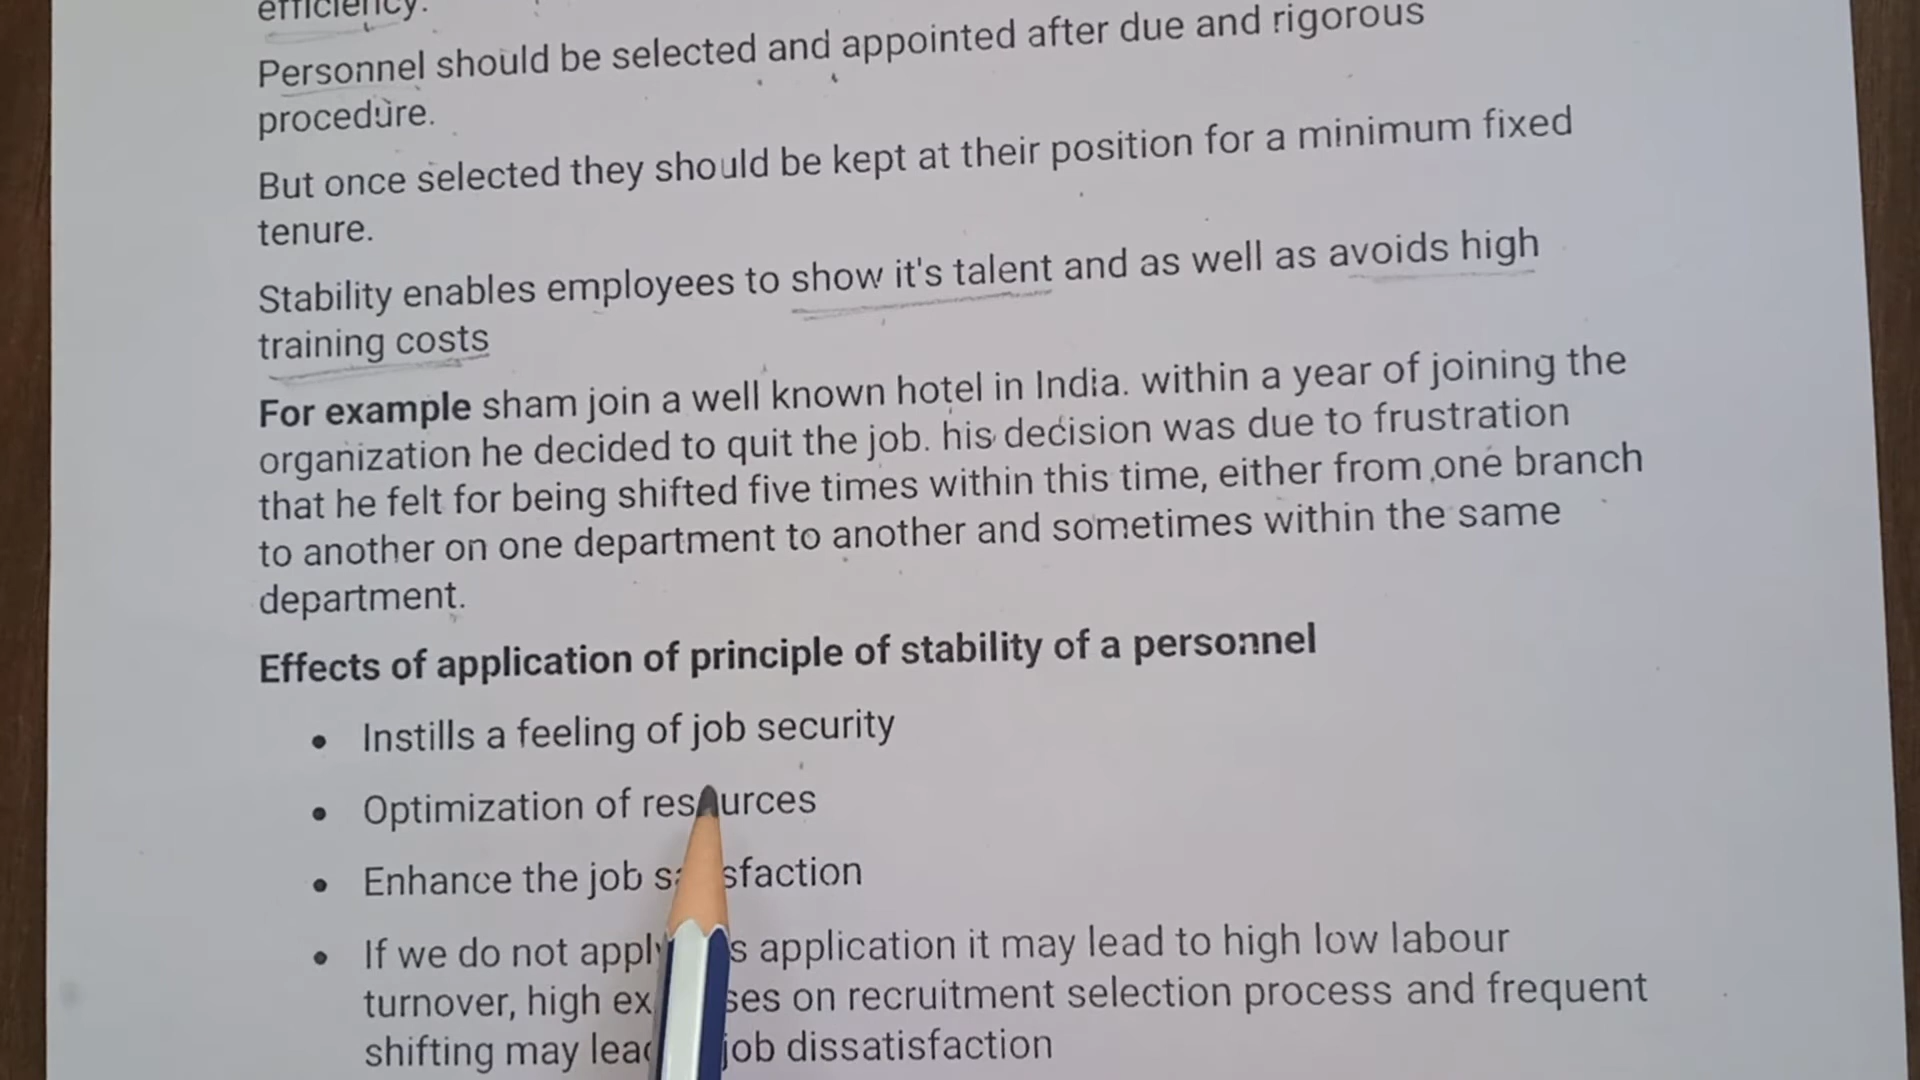 efficiency.
Personnel should be selected and appointed after due and rigorous
procedure.
But once selected they should be kept at their position for a minimum fixed
tenure.
Stability enables employees to show it's talent and as well as avoids high
training costs
For example sham join a well known hotel in India. within a year of joining the
organization he decided to quit the job. his decision was due to frustration
that he felt for being shifted five times within this time, either from one branch
to another on one department to another and sometimes within the same
department.
Effects of application of principle of stability of a personnel
• Instills a feeling of job security
• Optimization of resources
• Enhance the job satisfaction
• If we do not apply application it may lead to high low labour
turnover, high expenses on recruitment selection process and frequent
shifting may lead job dissatisfaction